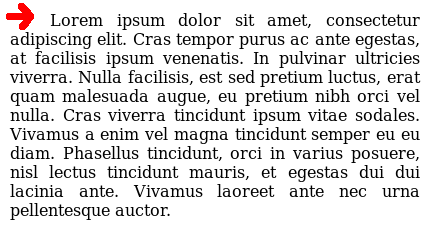 Lorem ipsum dolor sit amet, consectetur
adipiscing elit. Cras tempor purus ac ante egestas,
at facilisis ipsum venenatis. In pulvinar ultricies
viverra. Nulla facilisis, est sed pretium luctus, erat
quam malesuada augue, eu pretium nibh orci vel
nulla. Cras viverra tincidunt ipsum vitae sodales.
Vivamus a enim vel magna tincidunt semper eu eu
diam. Phasellus tincidunt, orci in varius posuere,
nisl lectus tincidunt mauris, et egestas dui dui
lacinia ante. Vivamus laoreet ante nec urna
pellentesque auctor.